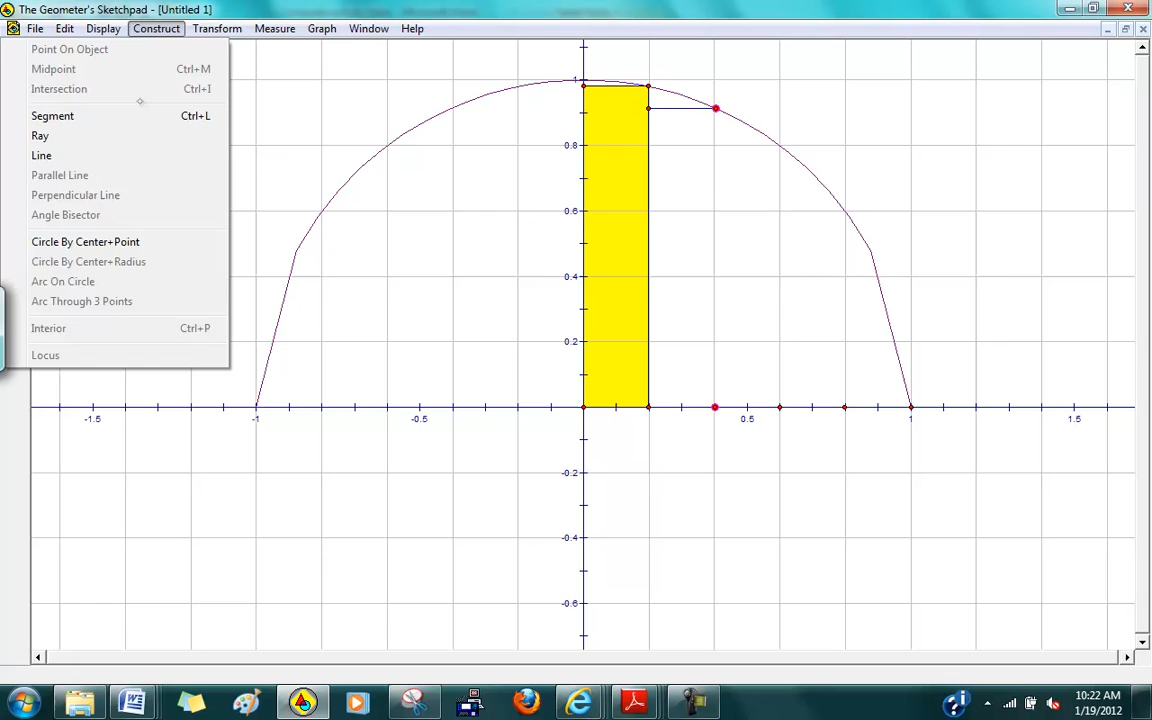 The Geometer's Sketchpad - [Untitled 1]
File Edit Display Construct Transform Measure Graph Window Help
Point On Object
Midpoint Ctrl+M
Intersection Ctrl+I
Segment Ctrl+L
Ray
Line
Parallel Line
Perpendicular Line
Angle Bisector
Circle By Center+Point
Circle By Center+Radius
Arc On Circle
Arc Through 3 Points
Interior Ctrl+P
Locus
1
0.8
0.6
0.4
0.2
-1.5 -1 -0.5 0.5 1 1.5
-0.2
-0.4
-0.6
10:22 AM
1/19/2012